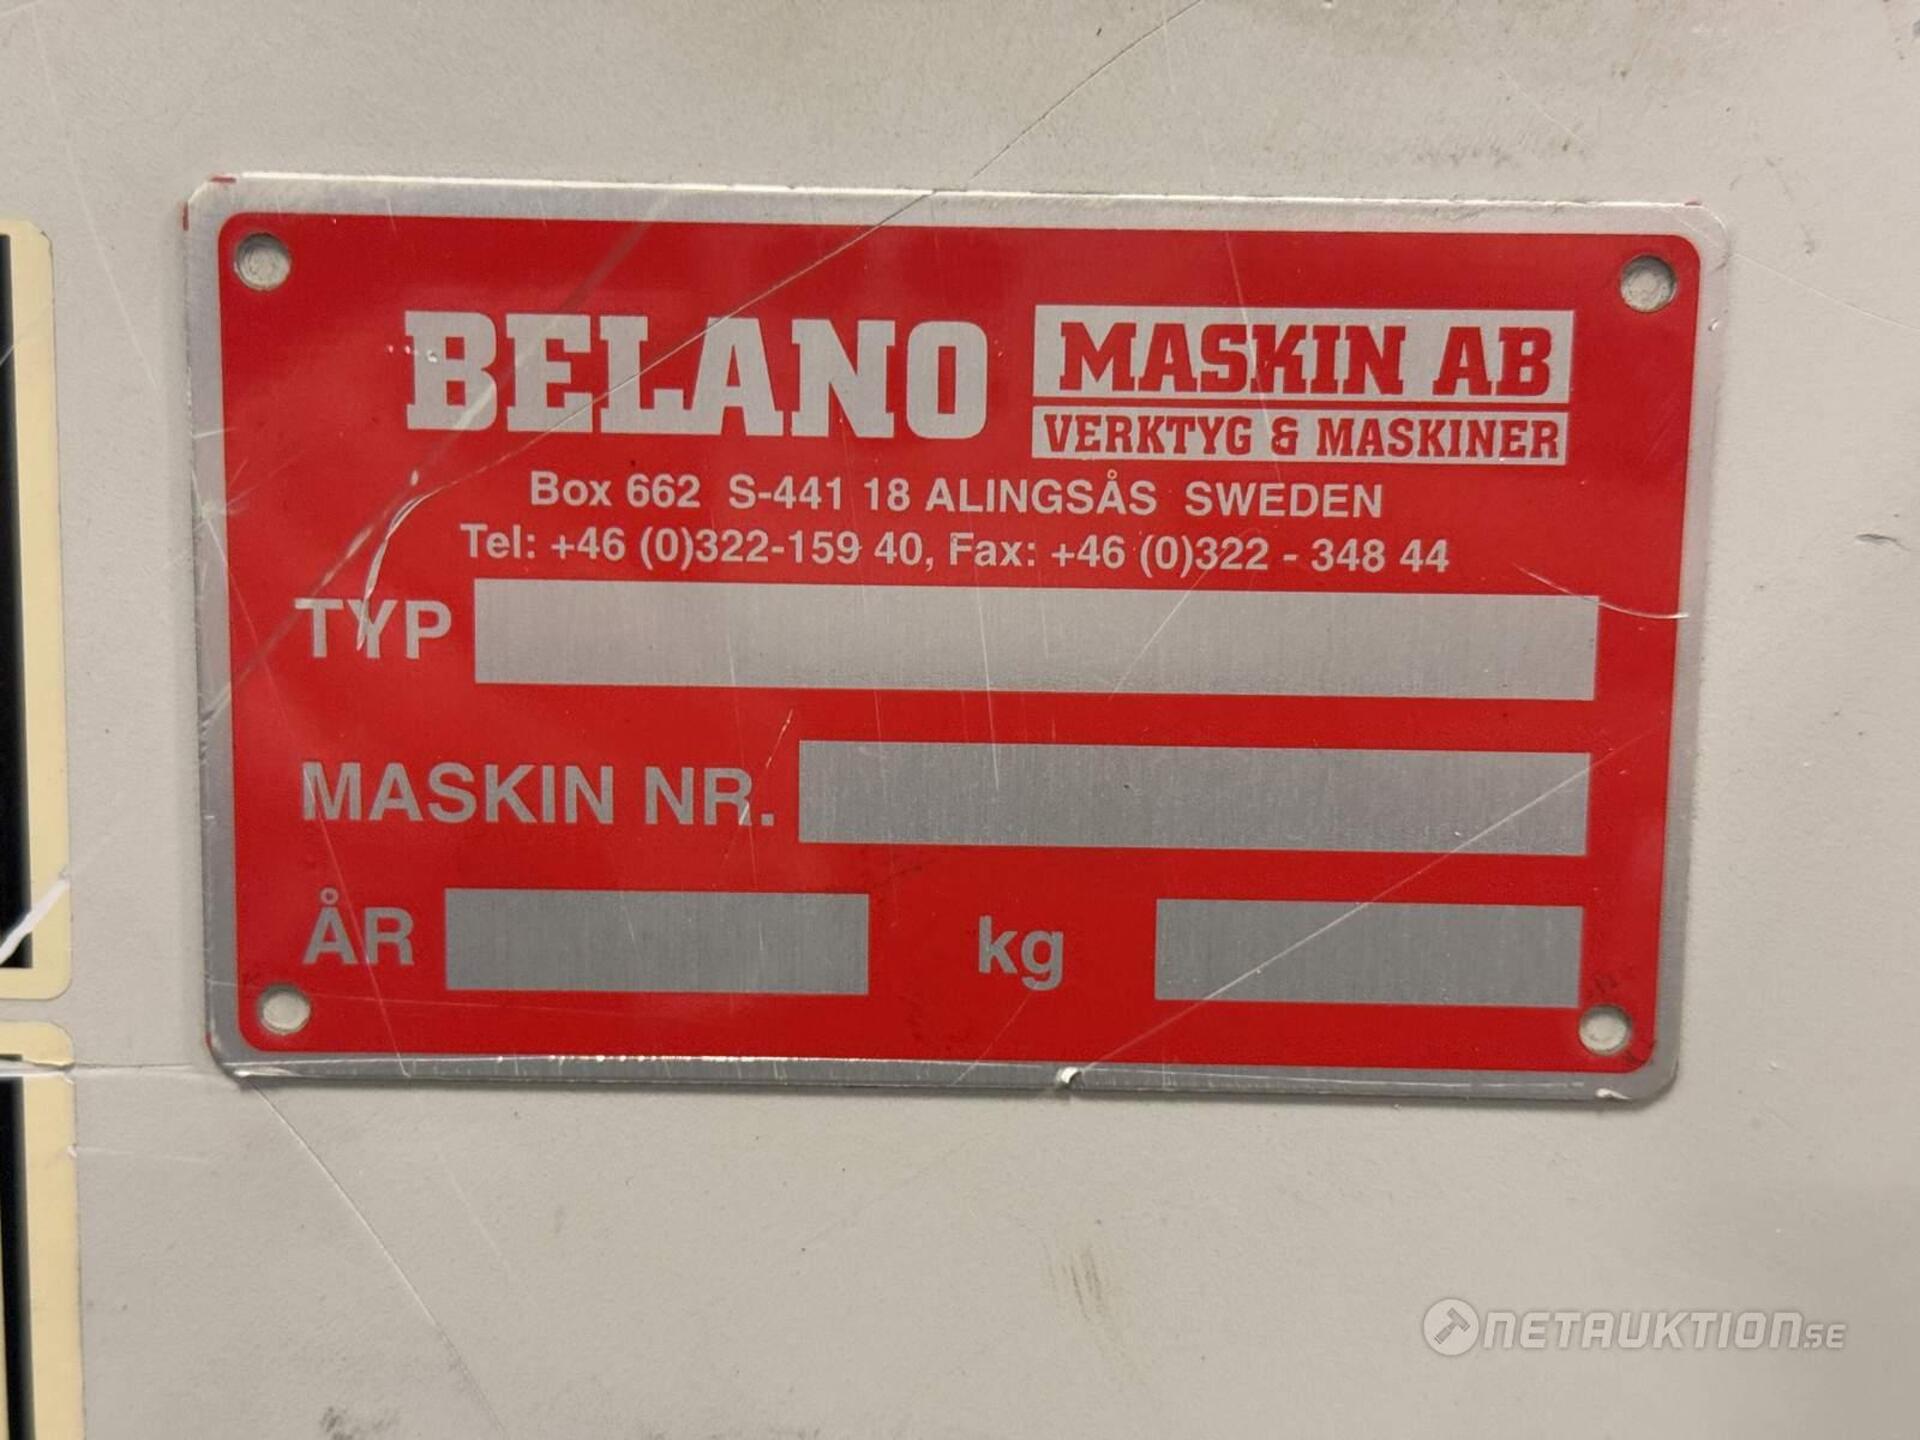 BELANO MASKIN AB
VERKTYG & MASKINER
Box 662 S-441 18 ALINGSÅS SWEDEN
Tel: +46 (0)322-159 40, Fax: +46 (0)322 - 348 44
TYP
MASKIN NR.
ÅR kg
NETAUKTION.SE